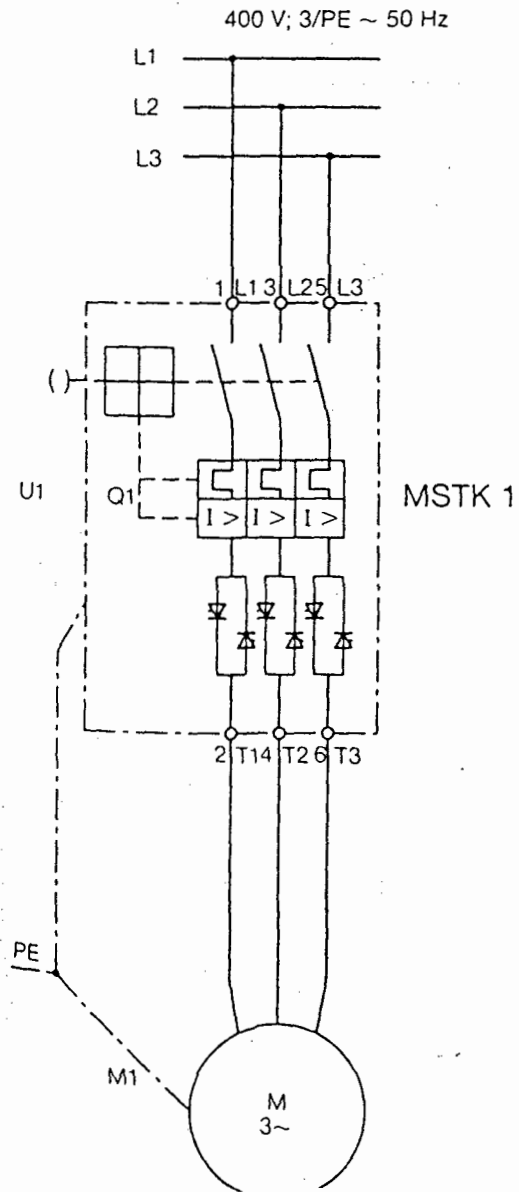 400 V; 3/PE ~ 50 Hz
L1
L2
L3
1 L1 3 L2 5 L3
( )
U1
Q1
I > I > I >
MSTK 1
2 T1 4 T2 6 T3
PE
M1
M
3~